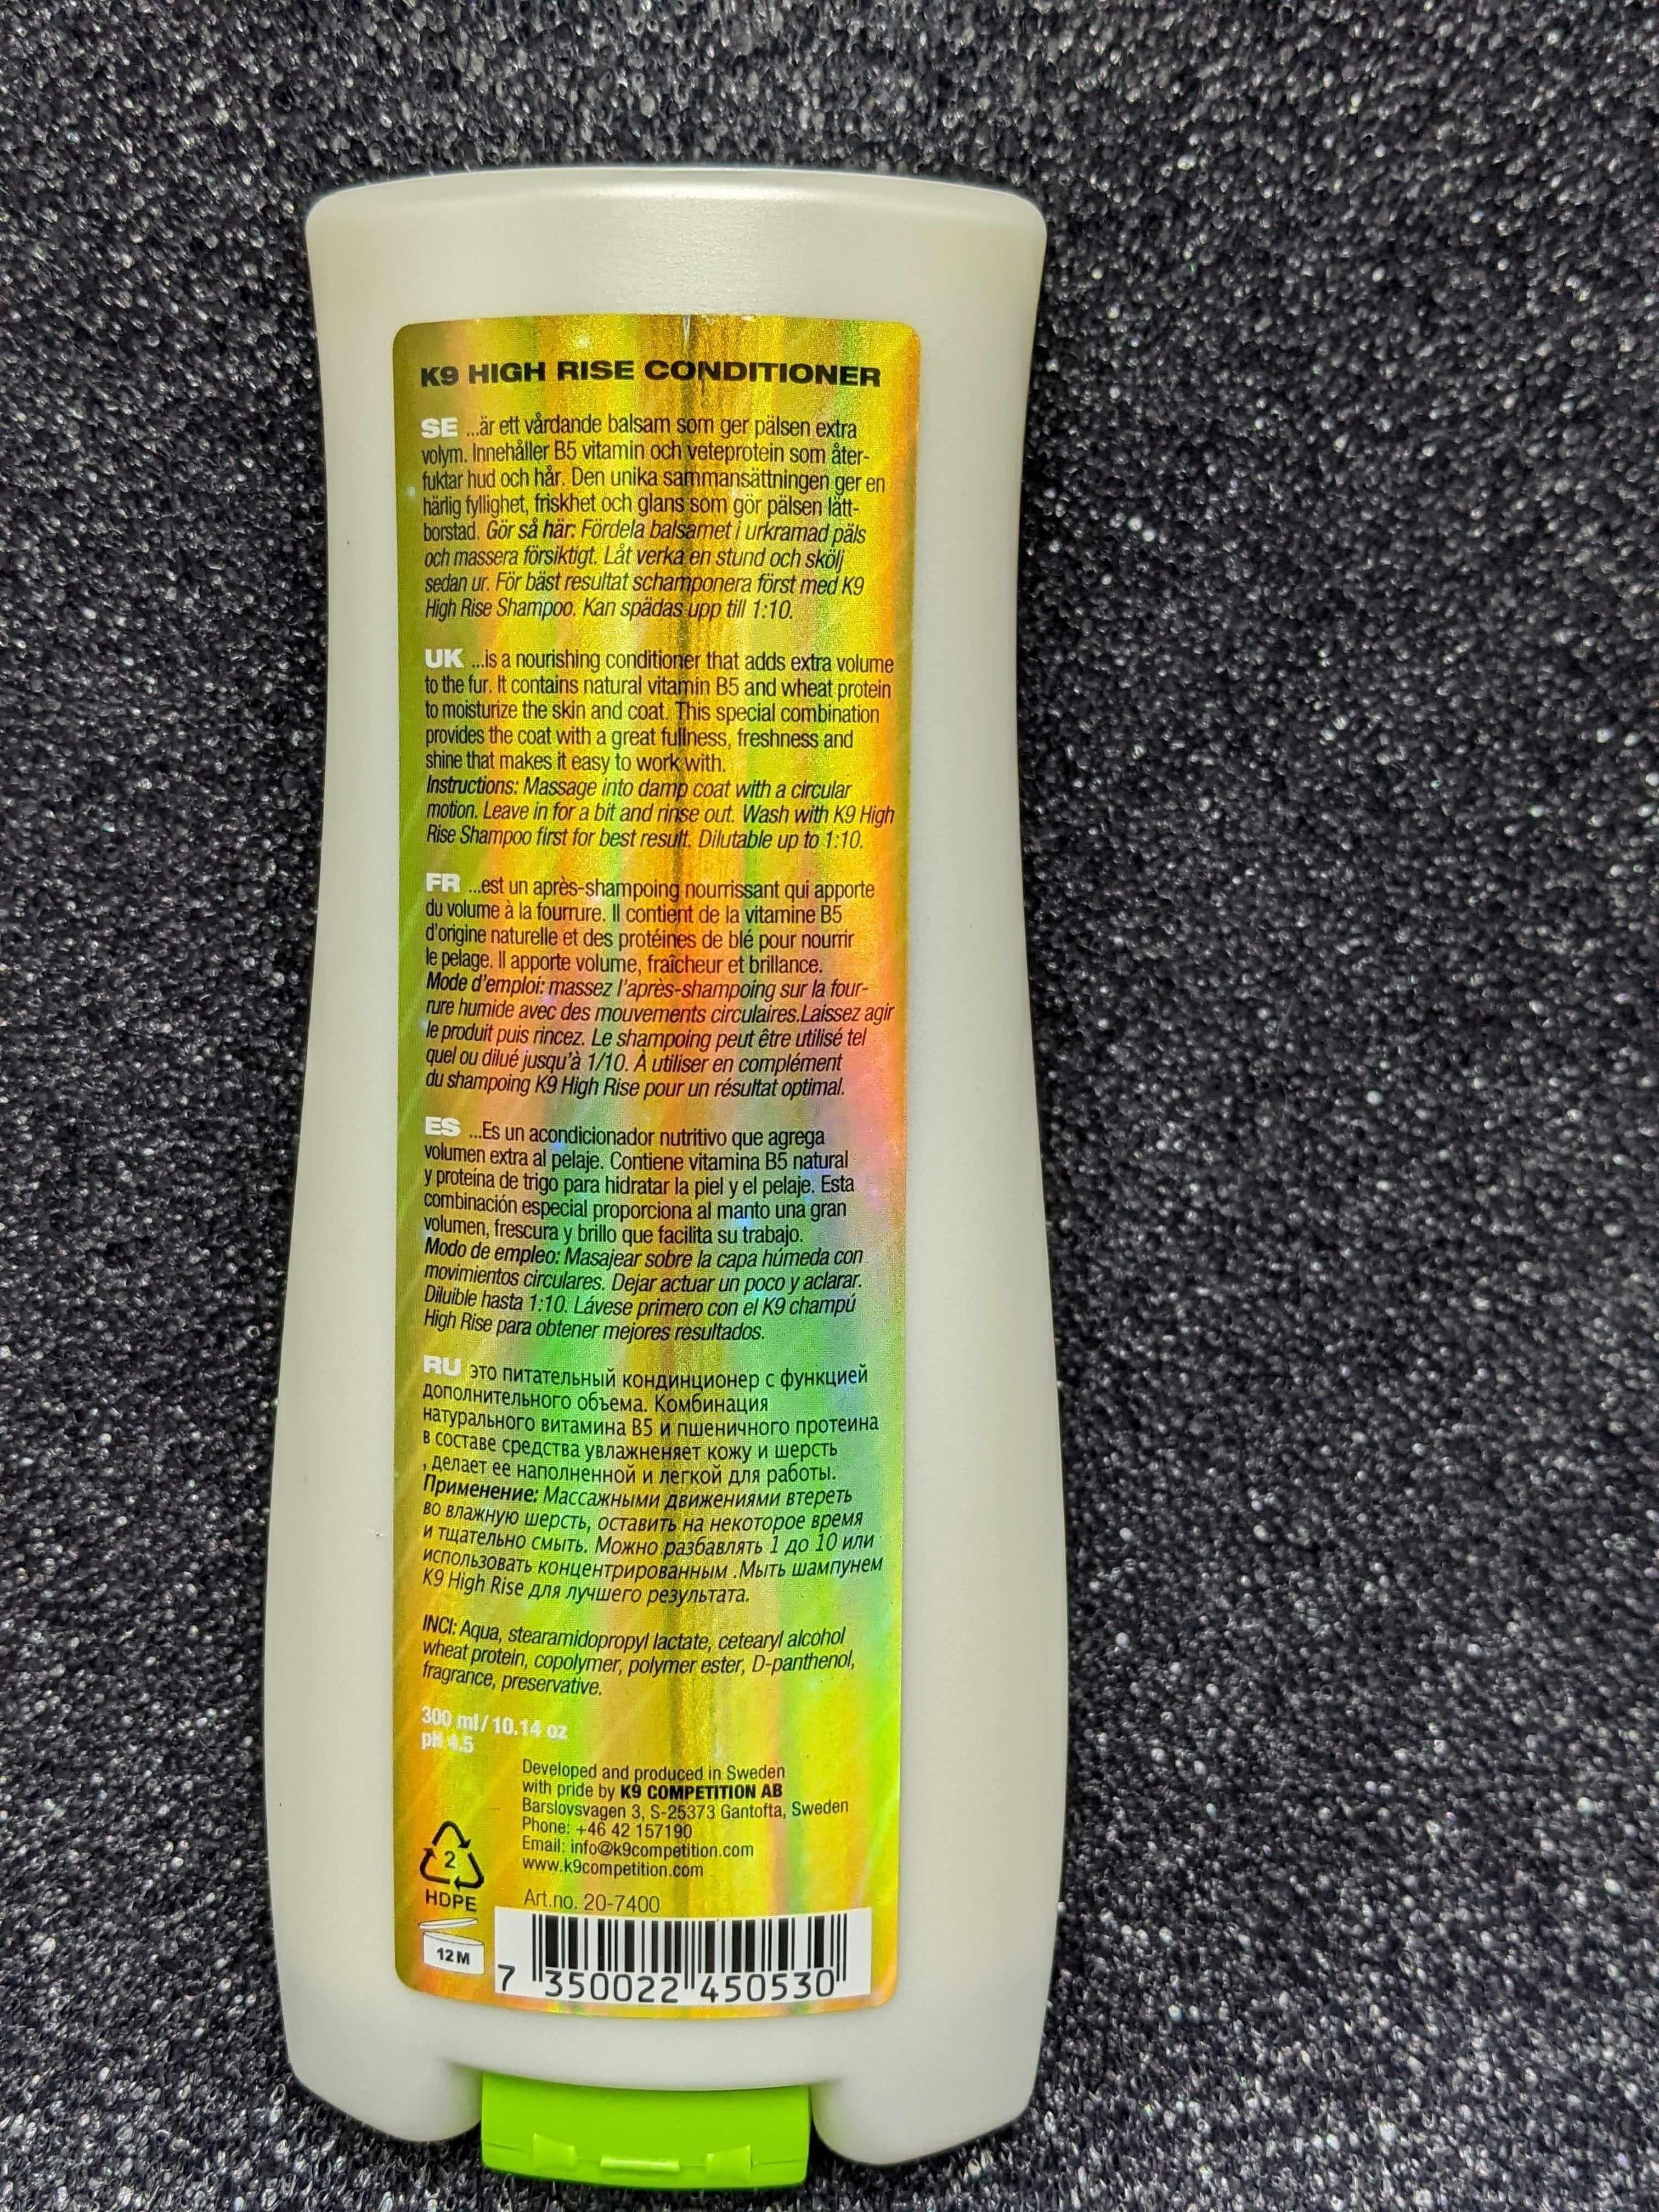 K9 HIGH RISE CONDITIONER
SE ...är ett vårdande balsam som ger pälsen extra
volym. Innehåller B5 vitamin och veteprotein som åter-
fuktar hud och hår. Den unika sammansättningen ger en
härlig fyllighet, friskhet och glans som gör pälsen lätt-
borstad. Gör så här: Fördela balsamet i urkramad päls
och massera försiktigt. Låt verka en stund och skölj
sedan ur. För bäst resultat schamponera först med K9
High Rise Shampoo. Kan spädas upp till 1:10.
UK ...is a nourishing conditioner that adds extra volume
to the fur. It contains natural vitamin B5 and wheat protein
to moisturize the skin and coat. This special combination
provides the coat with a great fullness, freshness and
shine that makes it easy to work with.
Instructions: Massage into damp coat with a circular
motion. Leave in for a bit and rinse out. Wash with K9 High
Rise Shampoo first for best result. Dilutable up to 1:10.
FR ...est un après-shampoing nourrissant qui apporte
du volume à la fourrure. Il contient de la vitamine B5
d'origine naturelle et des protéines de blé pour nourrir
le pelage. Il apporte volume, fraîcheur et brillance.
Mode d'emploi: massez l'après-shampoing sur la four-
rure humide avec des mouvements circulaires.Laissez agir
le produit puis rincez. Le shampoing peut être utilisé tel
quel ou dilué jusqu'à 1/10. À utiliser en complément
du shampoing K9 High Rise pour un résultat optimal.
ES ...Es un acondicionador nutritivo que agrega
volumen extra al pelaje. Contiene vitamina B5 natural
y proteína de trigo para hidratar la piel y el pelaje. Esta
combinación especial proporciona al manto una gran
volumen, frescura y brillo que facilita su trabajo.
Modo de empleo: Masajear sobre la capa húmeda con
movimientos circulares. Dejar actuar un poco y aclarar.
Diluible hasta 1:10. Lávese primero con el K9 champú
High Rise para obtener mejores resultados.
RU это питательный кондинционер с функцией
дополнительного объема. Комбинация
натурального витамина B5 и пшеничного протеина
в составе средства увлажненяет кожу и шерсть
, делает ее наполненной и легкой для работы.
Применение: Массажными движениями втереть
во влажную шерсть, оставить на некоторое время
и тщательно смыть. Можно разбавлять 1 до 10 или
использовать концентрированным .Мыть шампунем
K9 High Rise для лучшего результата.
INCI: Aqua, stearamidopropyl lactate, cetearyl alcohol
wheat protein, copolymer, polymer ester, D-panthenol,
fragrance, preservative.
300 ml/10.14 oz
pH 4.5
Developed and produced in Sweden
with pride by K9 COMPETITION AB
Barslovsvagen 3, S-25373 Gantofta, Sweden
Phone: +46 42 157190
Email: info@k9competition.com
www.k9competition.com
2
HDPE
Art.no. 20-7400
12 M
7 350022 450530